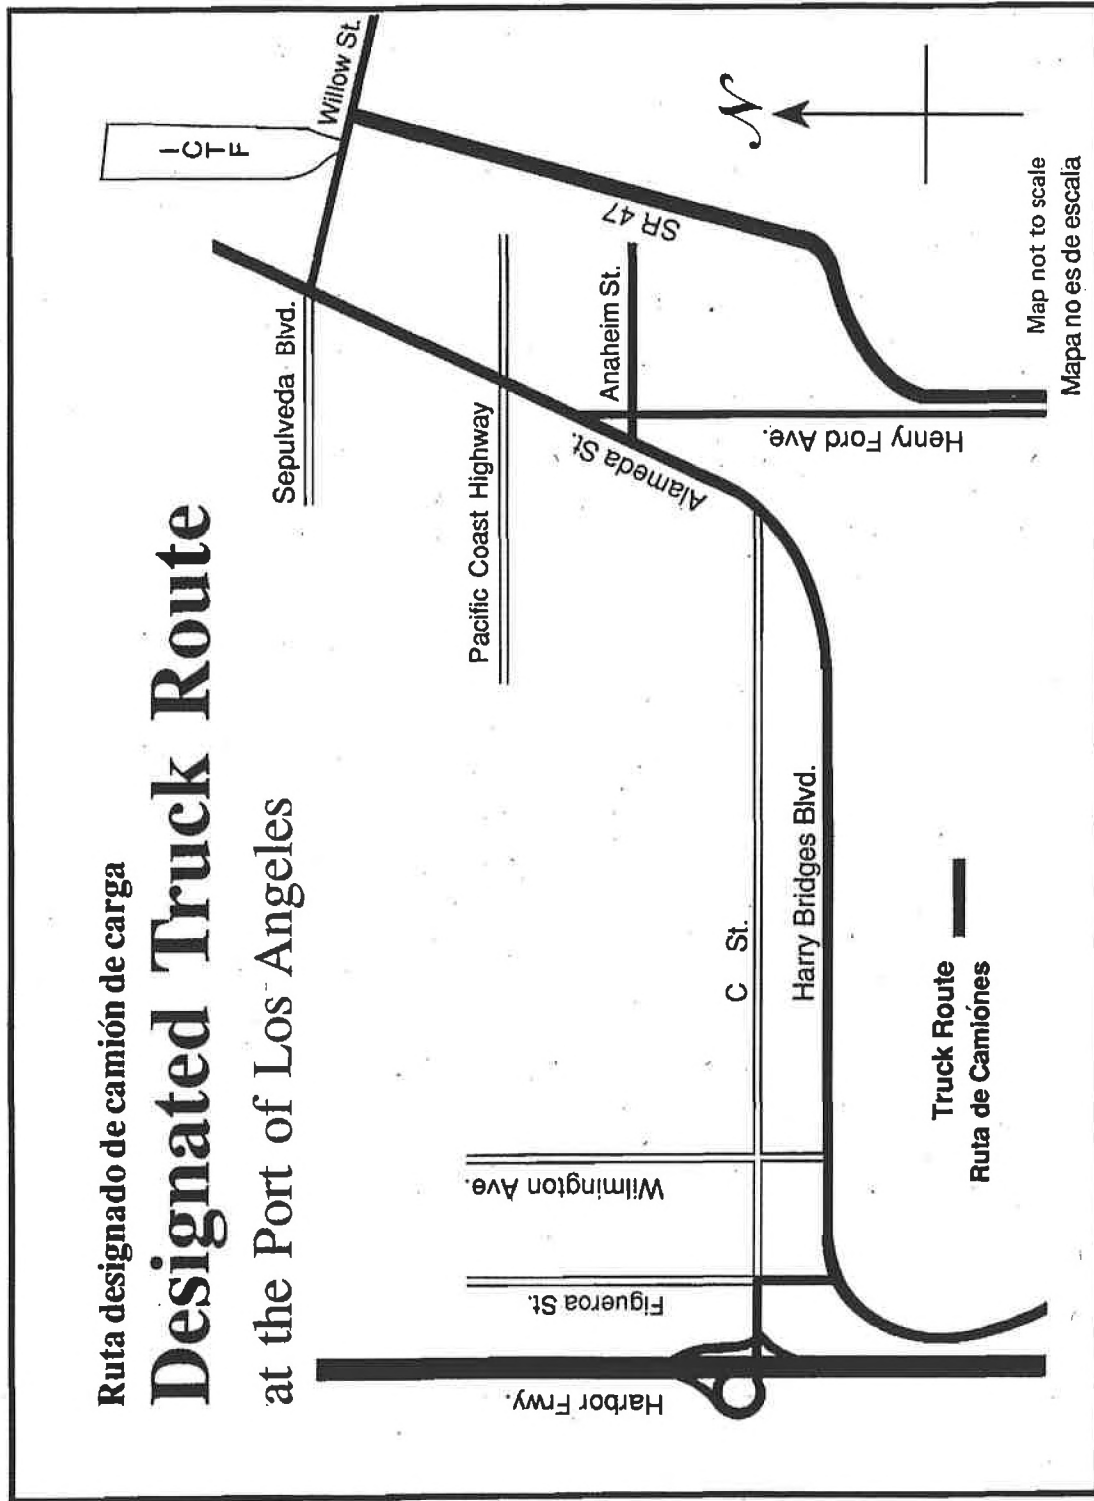 Ruta designado de camión de carga
Designated Truck Route
at the Port of Los Angeles
ICTF
Willow St.
Sepulveda Blvd.
Pacific Coast Highway
SR 47
Anaheim St.
Alameda St.
Henry Ford Ave.
C St.
Harry Bridges Blvd.
Wilmington Ave.
Figueroa St.
Harbor Frwy.
N
Truck Route
Ruta de Camiónes
Map not to scale
Mapa no es de escala